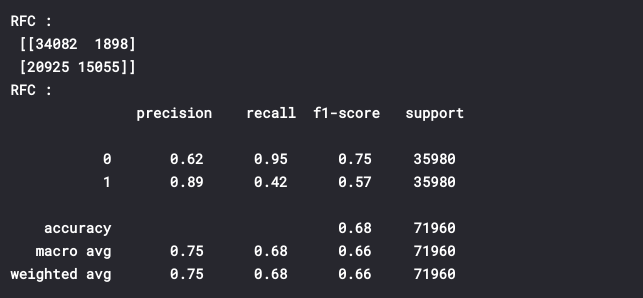 RFC :
[[34082  1898]
[20925 15055]]
RFC :
precision    recall  f1-score   support
0       0.62      0.95      0.75     35980
1       0.89      0.42      0.57     35980
accuracy                           0.68     71960
macro avg       0.75      0.68      0.66     71960
weighted avg       0.75      0.68      0.66     71960